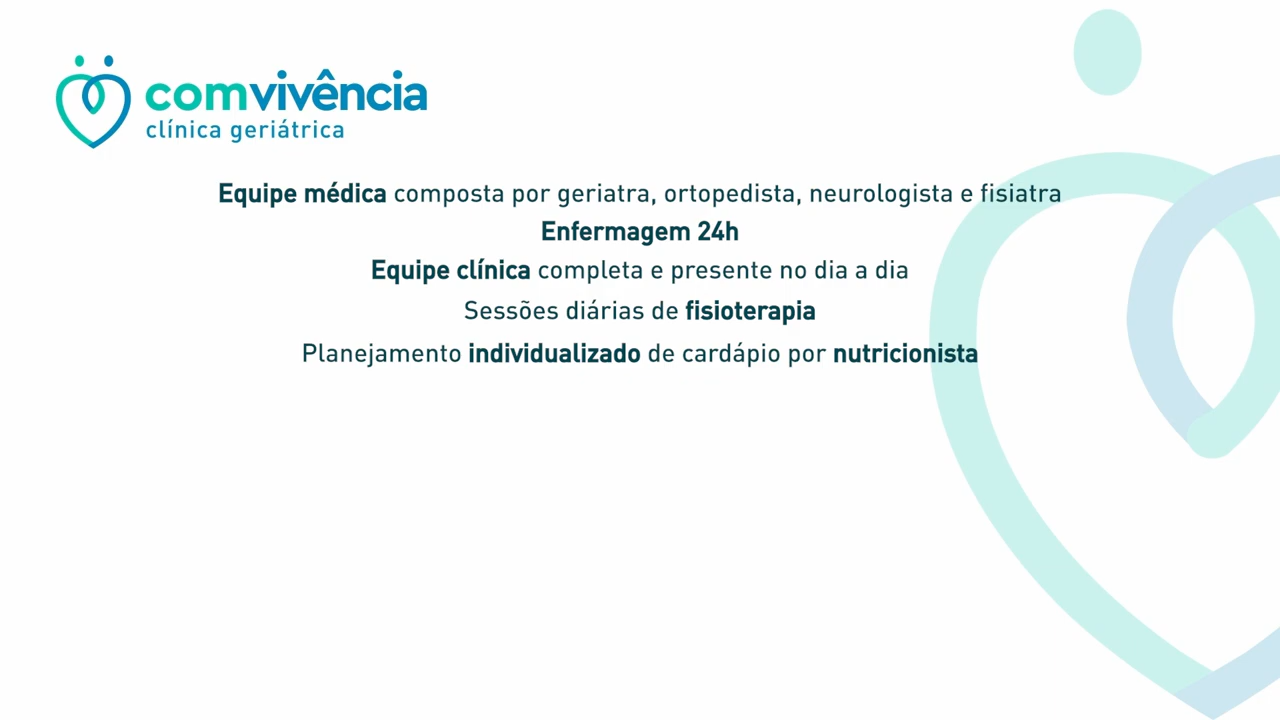 comvivência
clínica geriátrica
Equipe médica composta por geriatra, ortopedista, neurologista e fisiatra
Enfermagem 24h
Equipe clínica completa e presente no dia a dia
Sessões diárias de fisioterapia
Planejamento individualizado de cardápio por nutricionista